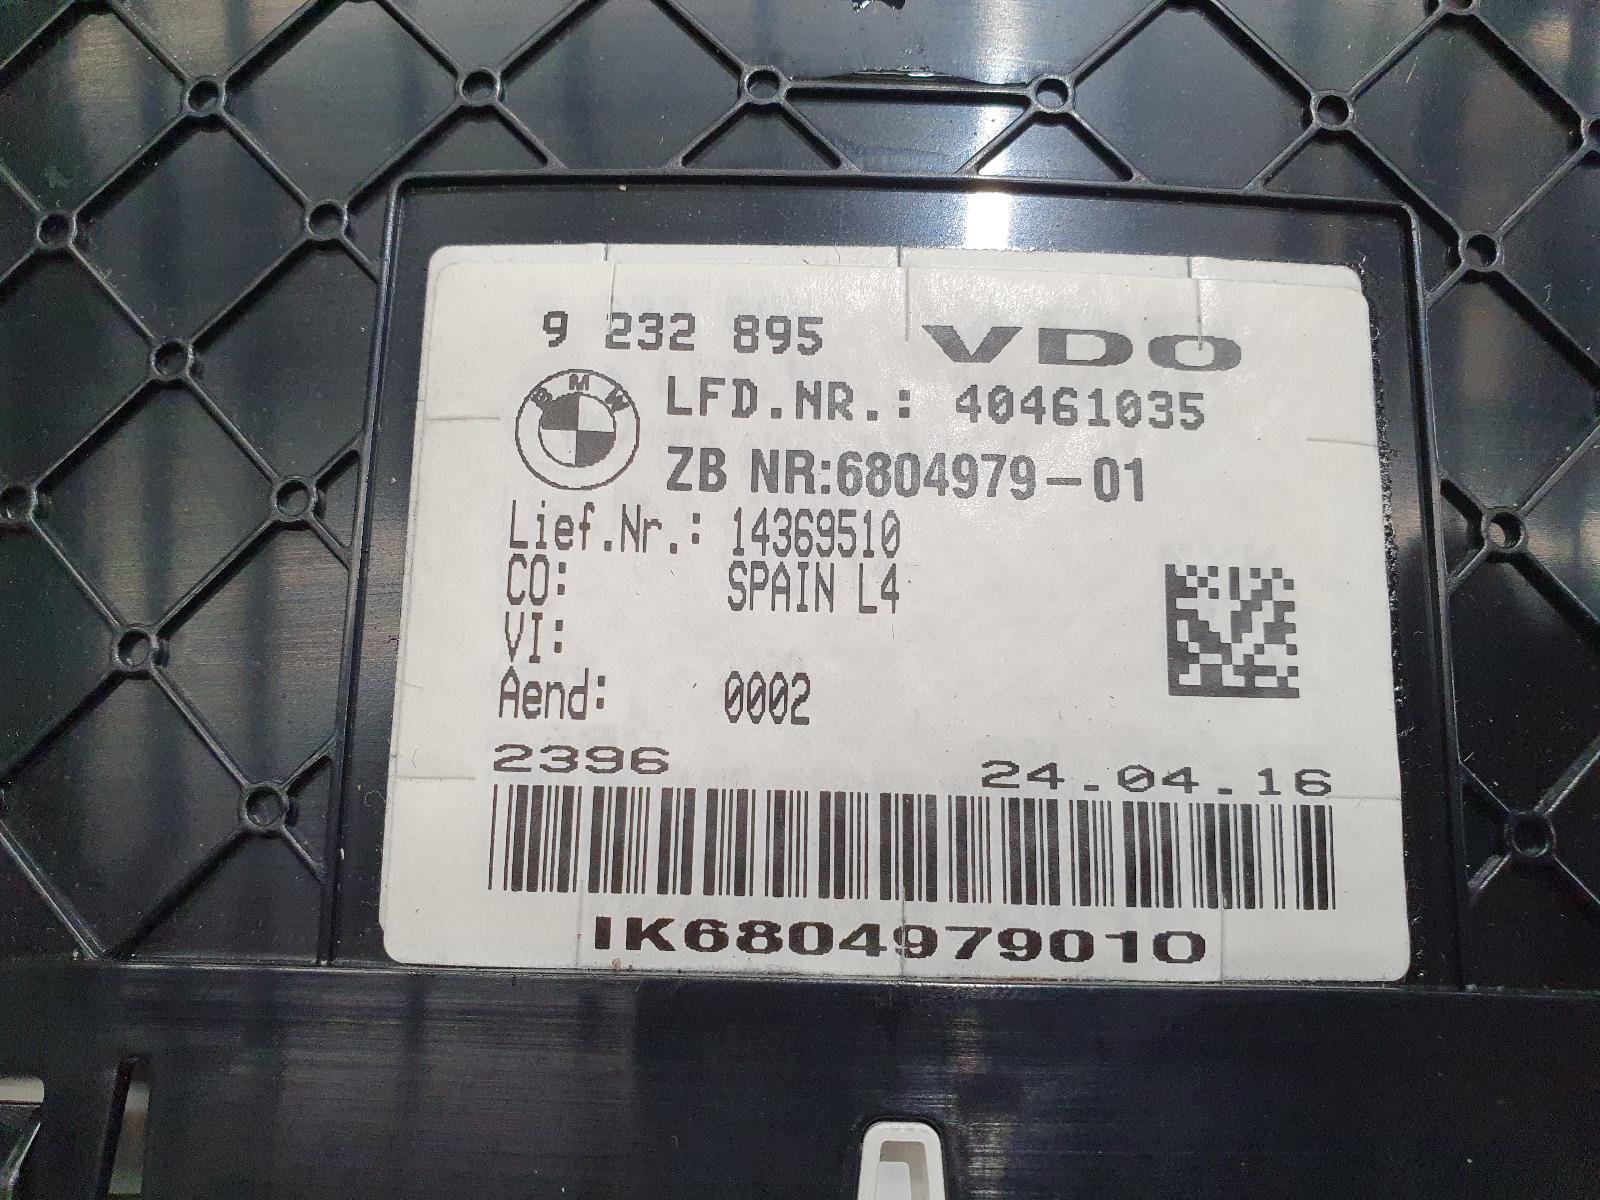 9 232 895 VDO
BMW LFD.NR.: 40461035
ZB NR:6804979-01
Lief.Nr.: 14369510
CO: SPAIN L4
VI:
Aend: 0002
2396 24.04.16
IK6804979010